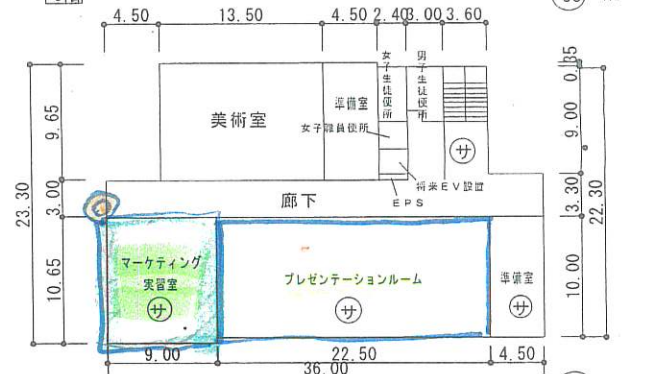 4.50 13.50 4.50 2.40 3.00 3.60
女子生徒便所
男子生徒便所
0.35
美術室
準備室
女子職員便所
9.65
9.00
サ
将来EV設置
EPS
23.30
3.00
廊下
3.30
22.30
マーケティング
実習室
サ
プレゼンテーションルーム
サ
準備室
サ
10.65
10.00
9.00 22.50 4.50
36.00